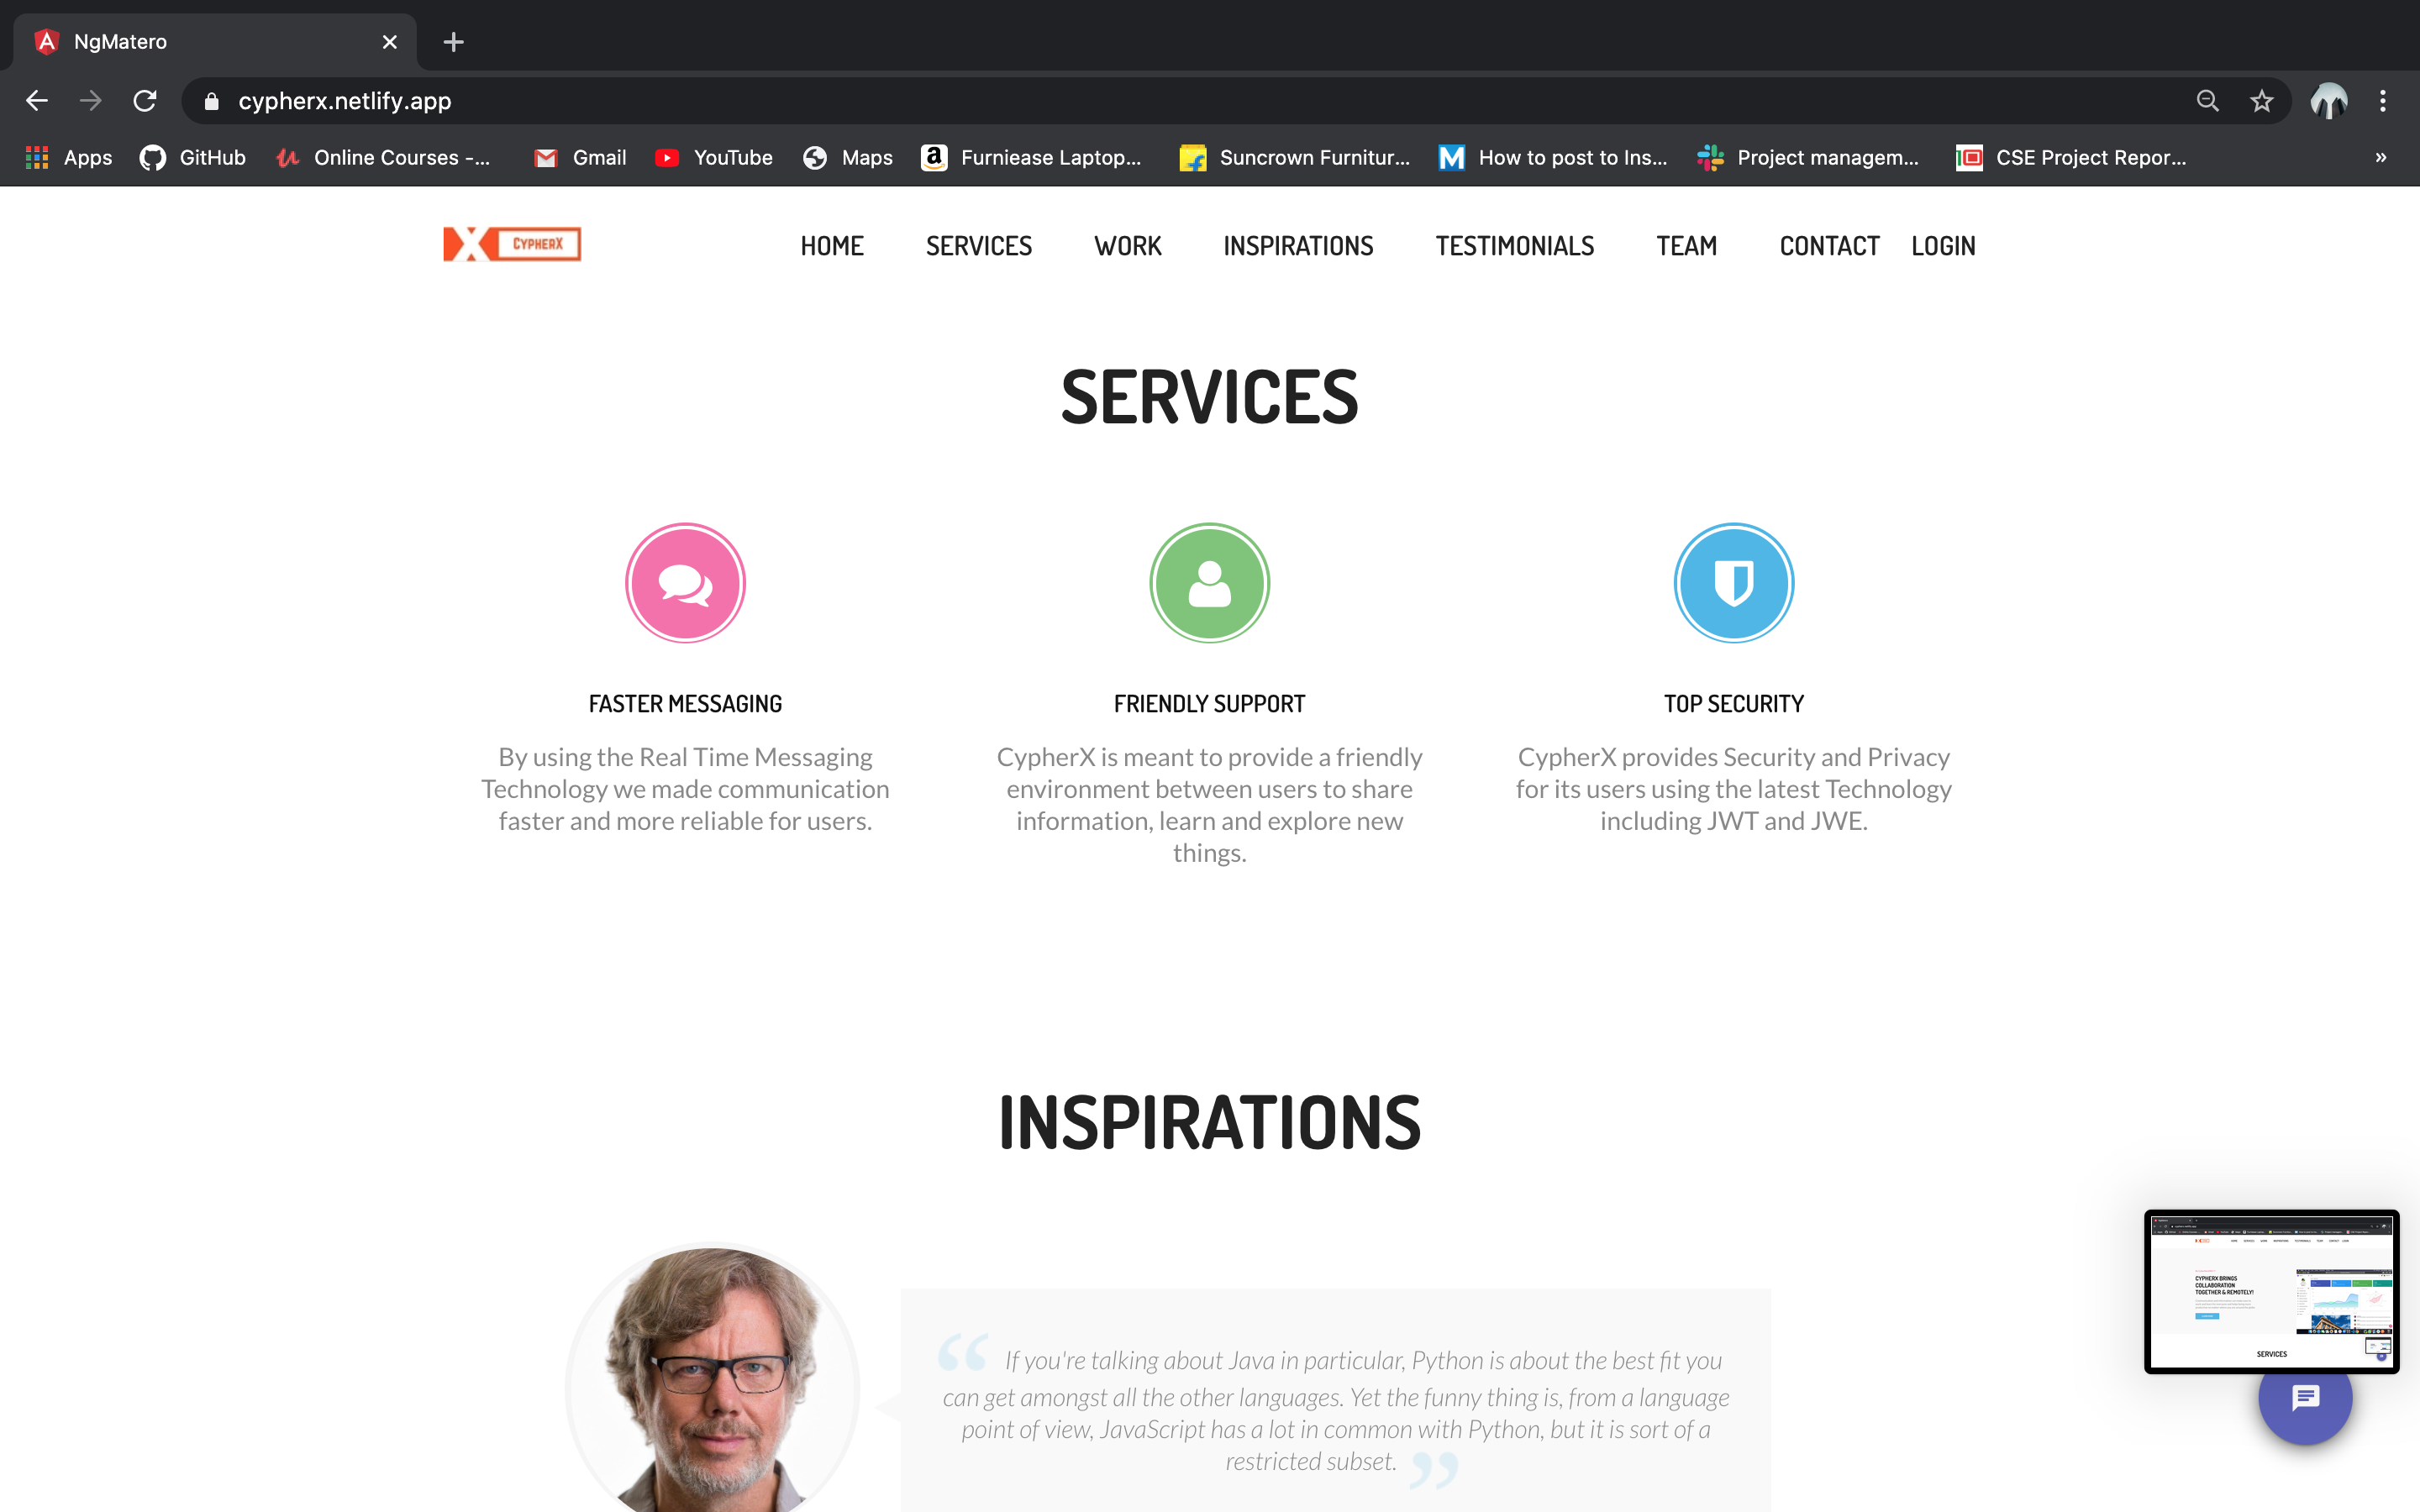 NgMatero
cypherx.netlify.app
Apps GitHub Online Courses -... Gmail YouTube Maps Furniease Laptop... Suncrown Furnitur... How to post to Ins... Project managem... CSE Project Repor... »
CYPHERX HOME SERVICES WORK INSPIRATIONS TESTIMONIALS TEAM CONTACT LOGIN
SERVICES
FASTER MESSAGING
By using the Real Time Messaging
Technology we made communication
faster and more reliable for users.
FRIENDLY SUPPORT
CypherX is meant to provide a friendly
environment between users to share
information, learn and explore new
things.
TOP SECURITY
CypherX provides Security and Privacy
for its users using the latest Technology
including JWT and JWE.
INSPIRATIONS
“ If you're talking about Java in particular, Python is about the best fit you
can get amongst all the other languages. Yet the funny thing is, from a language
point of view, JavaScript has a lot in common with Python, but it is sort of a
restricted subset. ”
CYPHERX BRINGS
COLLABORATION
TOGETHER & REMOTELY!
SERVICES